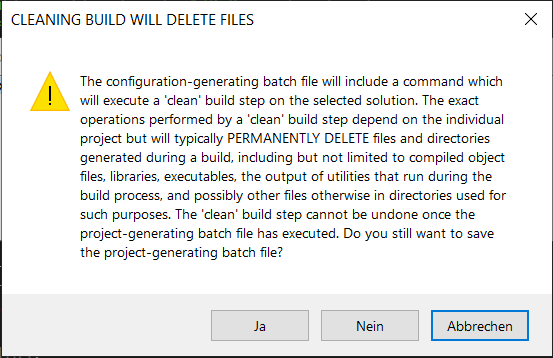 CLEANING BUILD WILL DELETE FILES
The configuration-generating batch file will include a command which
will execute a 'clean' build step on the selected solution. The exact
operations performed by a 'clean' build step depend on the individual
project but will typically PERMANENTLY DELETE files and directories
generated during a build, including but not limited to compiled object
files, libraries, executables, the output of utilities that run during the
build process, and possibly other files otherwise in directories used for
such purposes. The 'clean' build step cannot be undone once the
project-generating batch file has executed. Do you still want to save
the project-generating batch file?
Ja
Nein
Abbrechen